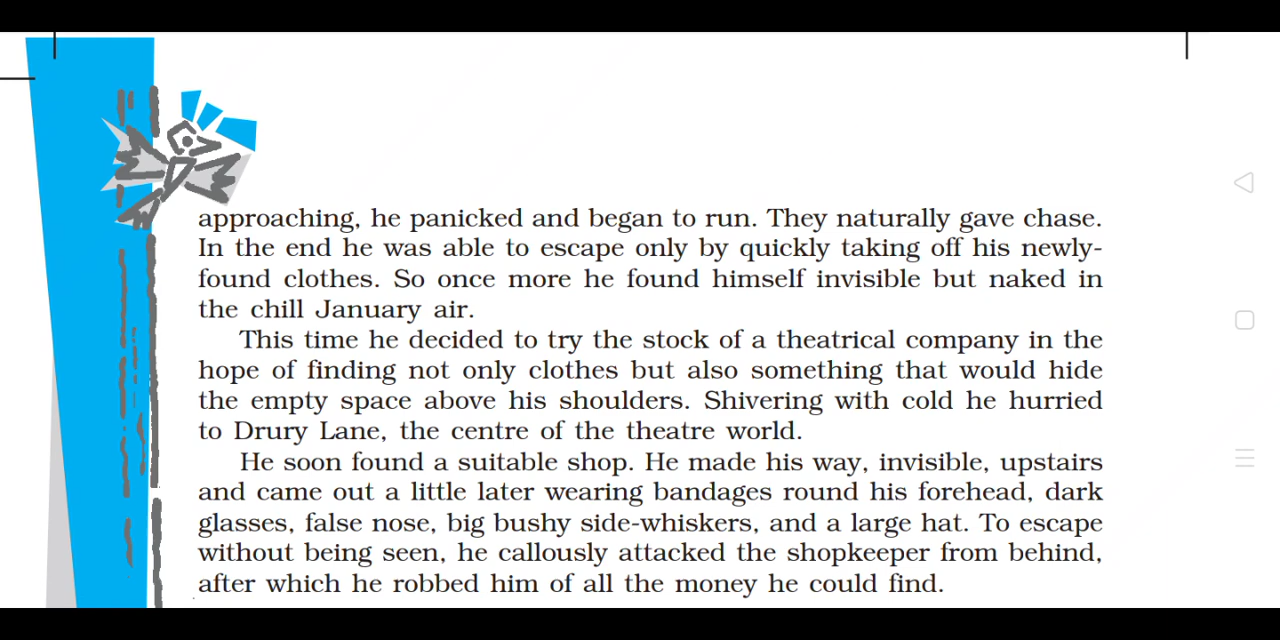 approaching, he panicked and began to run. They naturally gave chase.
In the end he was able to escape only by quickly taking off his newly-
found clothes. So once more he found himself invisible but naked in
the chill January air.
This time he decided to try the stock of a theatrical company in the
hope of finding not only clothes but also something that would hide
the empty space above his shoulders. Shivering with cold he hurried
to Drury Lane, the centre of the theatre world.
He soon found a suitable shop. He made his way, invisible, upstairs
and came out a little later wearing bandages round his forehead, dark
glasses, false nose, big bushy side-whiskers, and a large hat. To escape
without being seen, he callously attacked the shopkeeper from behind,
after which he robbed him of all the money he could find.